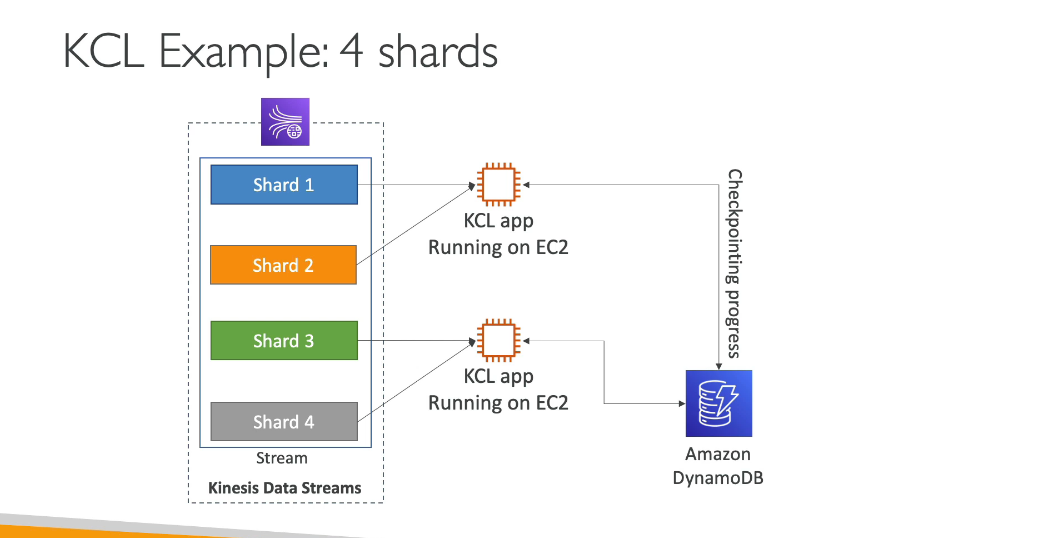 KCL Example: 4 shards
Shard 1
Shard 2
Shard 3
Shard 4
Stream
Kinesis Data Streams
KCL app
Running on EC2
KCL app
Running on EC2
Checkpointing progress
Amazon
DynamoDB